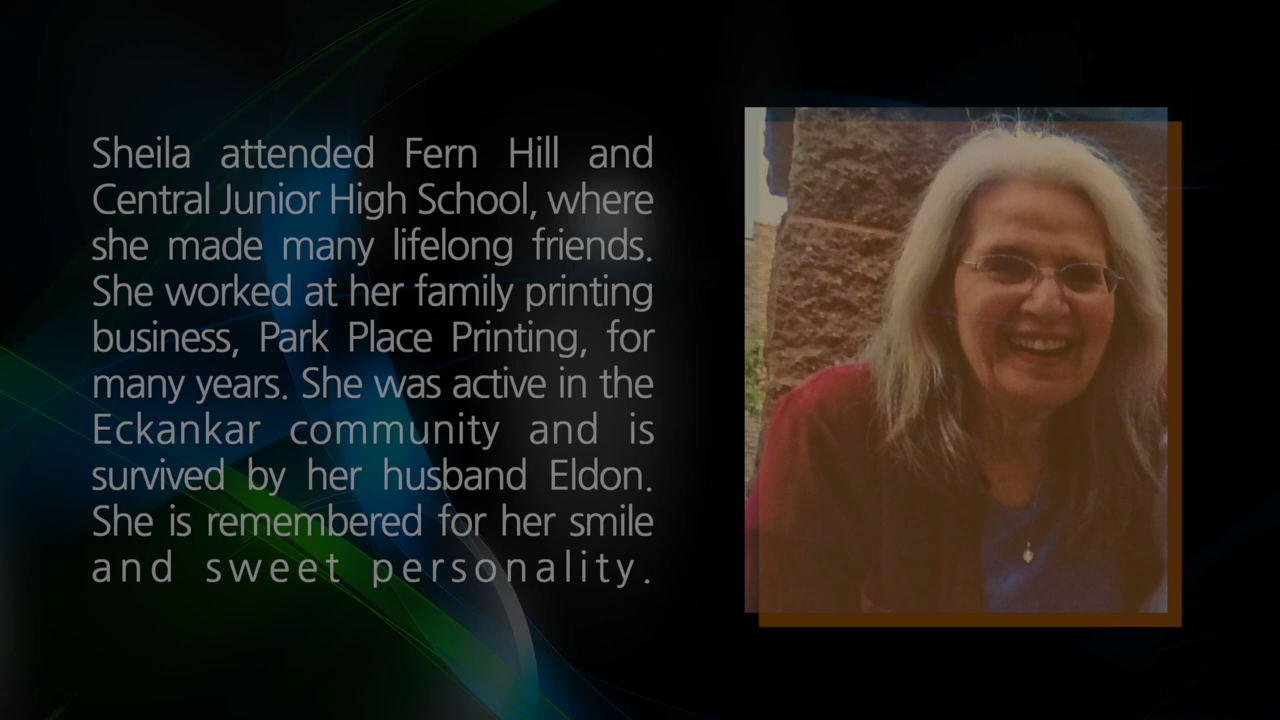 Sheila attended Fern Hill and
Central Junior High School, where
she made many lifelong friends.
She worked at her family printing
business, Park Place Printing, for
many years. She was active in the
Eckankar community and is
survived by her husband Eldon.
She is remembered for her smile
and sweet personality.